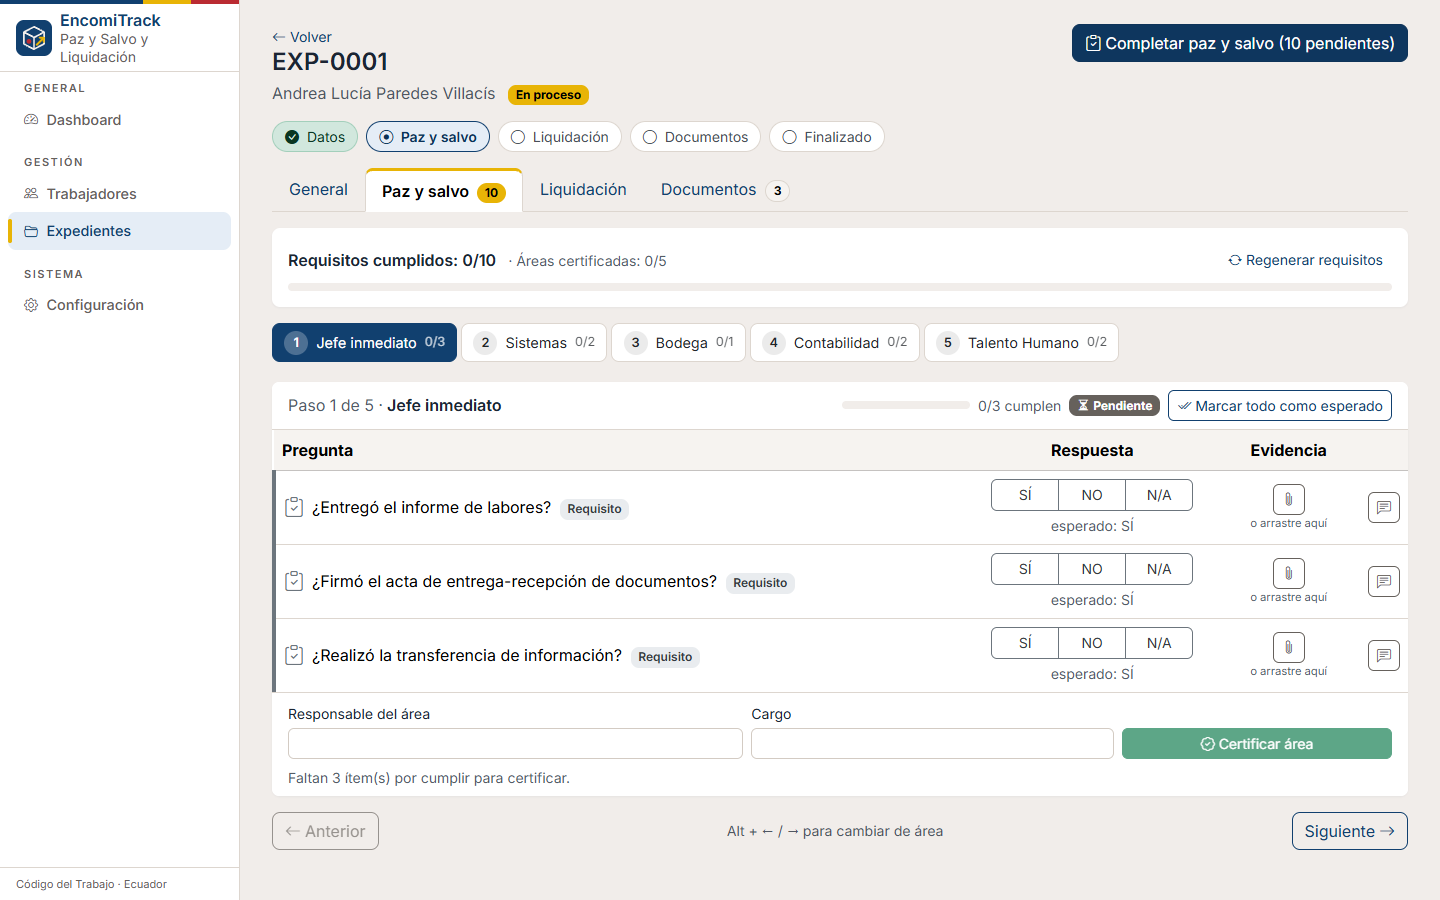 EncomiTrack
Paz y Salvo y
Liquidación
GENERAL
Dashboard
GESTIÓN
Trabajadores
Expedientes
SISTEMA
Configuración
Código del Trabajo · Ecuador
← Volver
EXP-0001
Completar paz y salvo (10 pendientes)
Andrea Lucía Paredes Villacís En proceso
Datos Paz y salvo Liquidación Documentos Finalizado
General Paz y salvo 10 Liquidación Documentos 3
Requisitos cumplidos: 0/10 · Áreas certificadas: 0/5 Regenerar requisitos
1 Jefe inmediato 0/3 2 Sistemas 0/2 3 Bodega 0/1 4 Contabilidad 0/2 5 Talento Humano 0/2
Paso 1 de 5 · Jefe inmediato 0/3 cumplen Pendiente Marcar todo como esperado
Pregunta Respuesta Evidencia
¿Entregó el informe de labores? Requisito SÍ NO N/A
esperado: SÍ o arrastre aquí
¿Firmó el acta de entrega-recepción de documentos? Requisito SÍ NO N/A
esperado: SÍ o arrastre aquí
¿Realizó la transferencia de información? Requisito SÍ NO N/A
esperado: SÍ o arrastre aquí
Responsable del área Cargo
Certificar área
Faltan 3 ítem(s) por cumplir para certificar.
← Anterior Alt + ← / → para cambiar de área Siguiente →